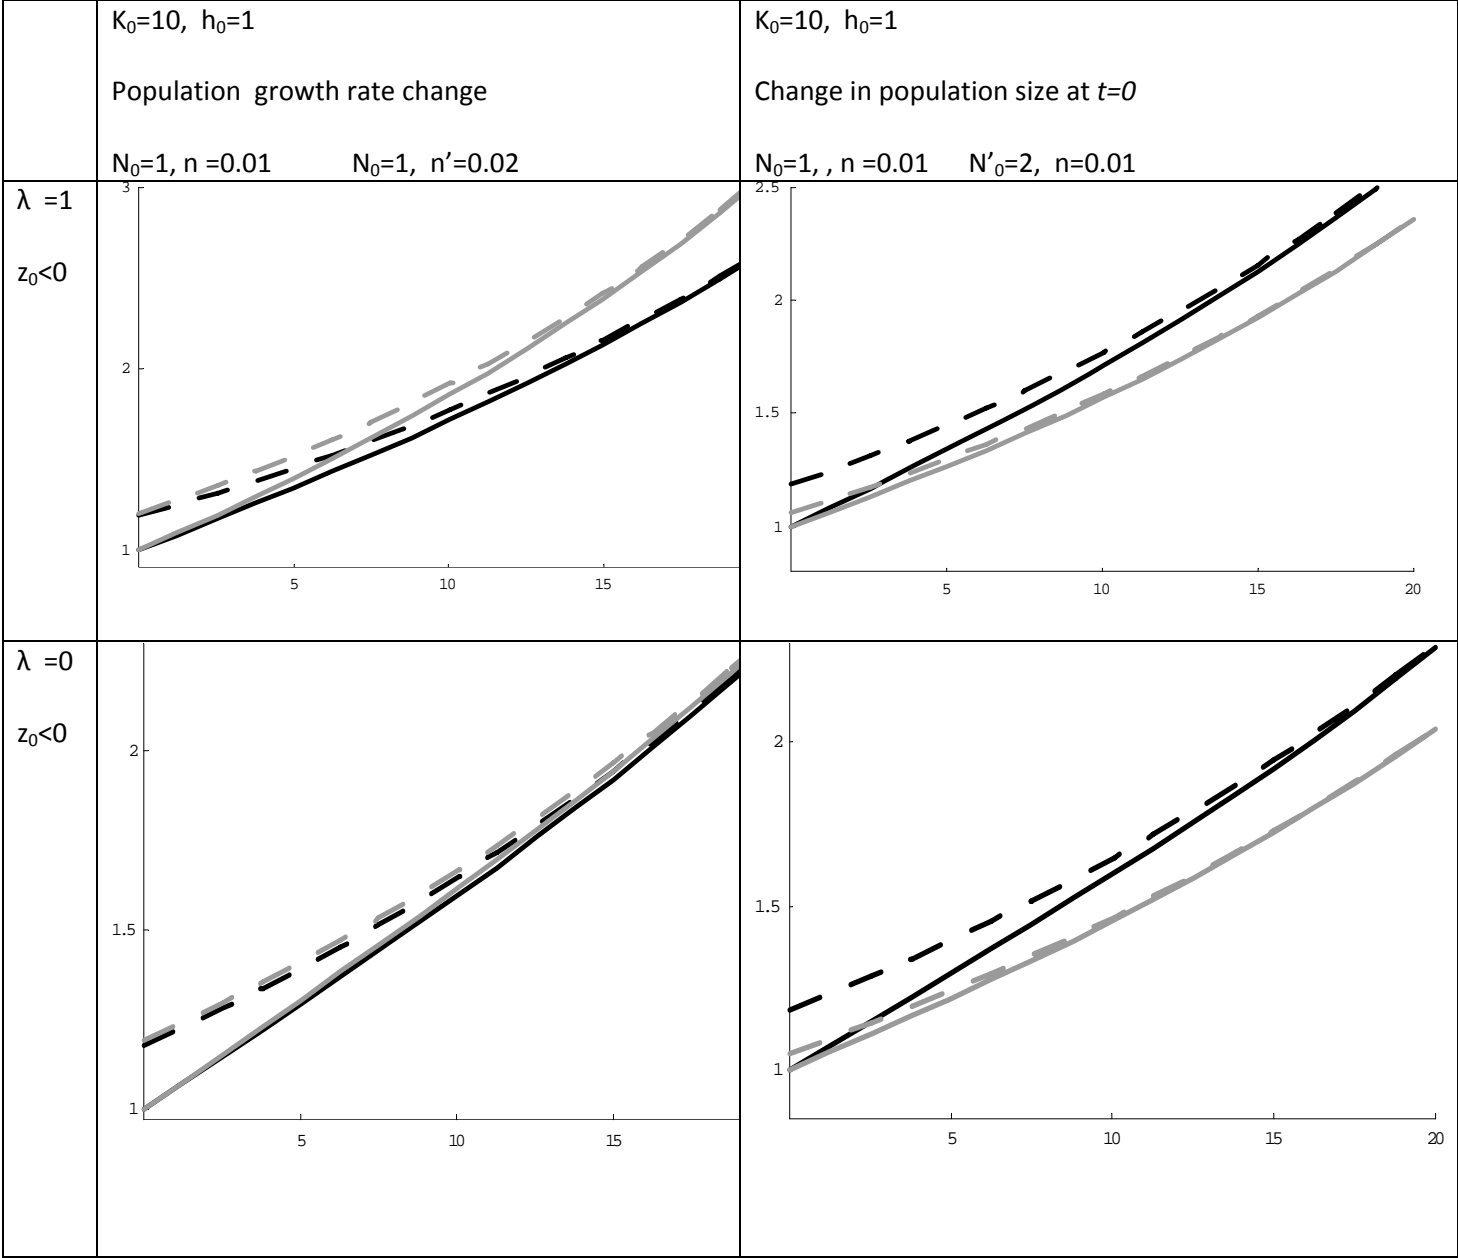 K₀=10, h₀=1
Population growth rate change
N₀=1, n =0.01 N₀=1, n’=0.02
K₀=10, h₀=1
Change in population size at t=0
N₀=1, , n =0.01 N’₀=2, n=0.01
λ =1
z₀<0
3
2
1
5 10 15
2.5
2
1.5
1
5 10 15 20
λ =0
z₀<0
2
1.5
1
5 10 15
2
1.5
1
5 10 15 20